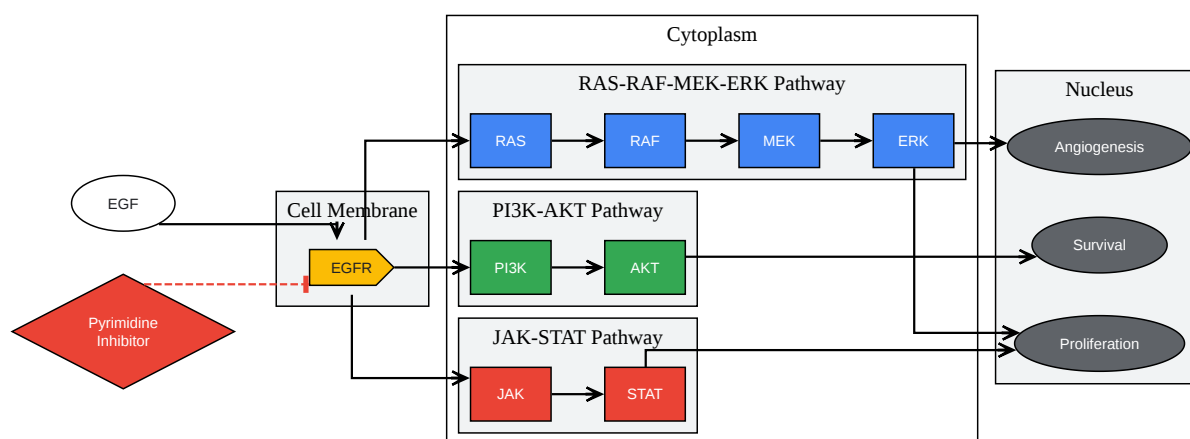 Cytoplasm
RAS-RAF-MEK-ERK Pathway
Nucleus
RAS
RAF
MEK
ERK
Angiogenesis
EGF
Cell Membrane
PI3K-AKT Pathway
Survival
EGFR
PI3K
AKT
Pyrimidine
Inhibitor
JAK-STAT Pathway
Proliferation
JAK
STAT